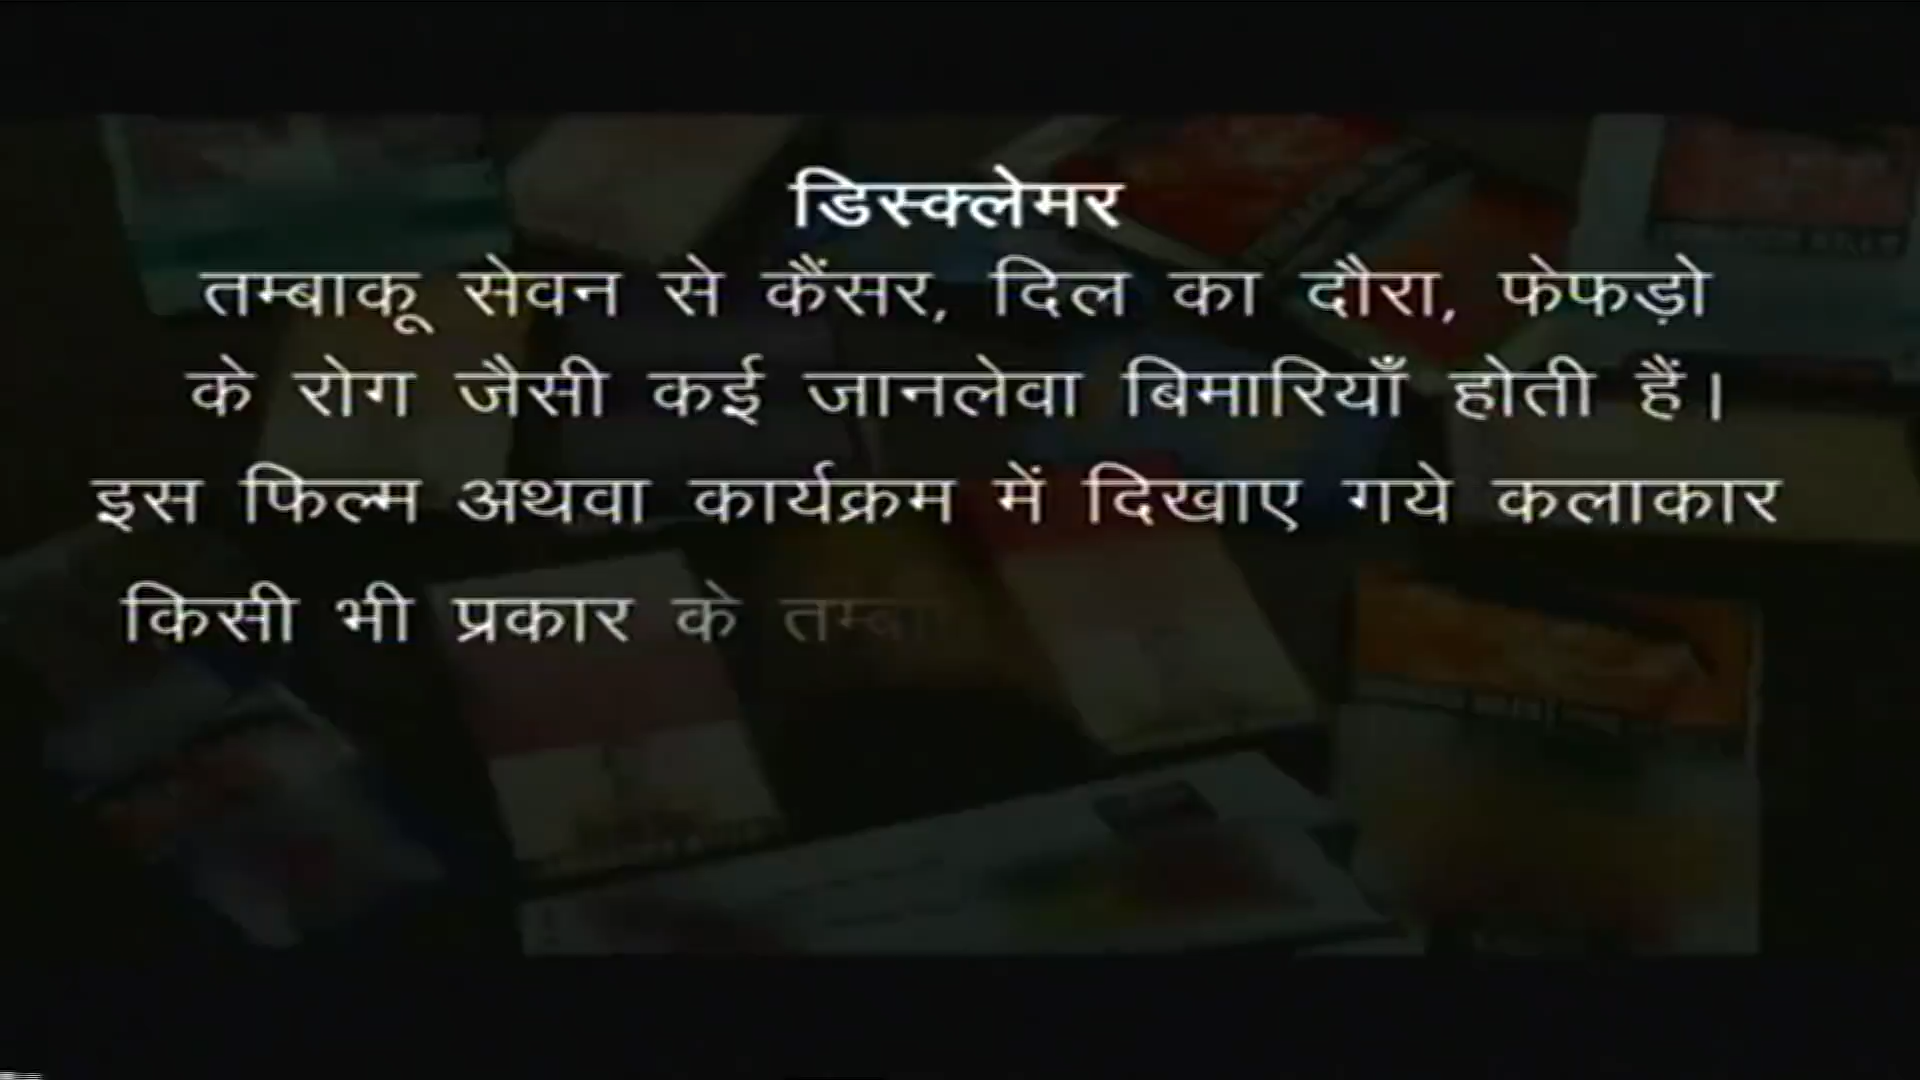 डिस्क्लेमर
तम्बाकू सेवन से कैंसर, दिल का दौरा, फेफड़ो
के रोग जैसी कई जानलेवा बिमारियाँ होती हैं।
इस फिल्म अथवा कार्यक्रम में दिखाए गये कलाकार
किसी भी प्रकार के